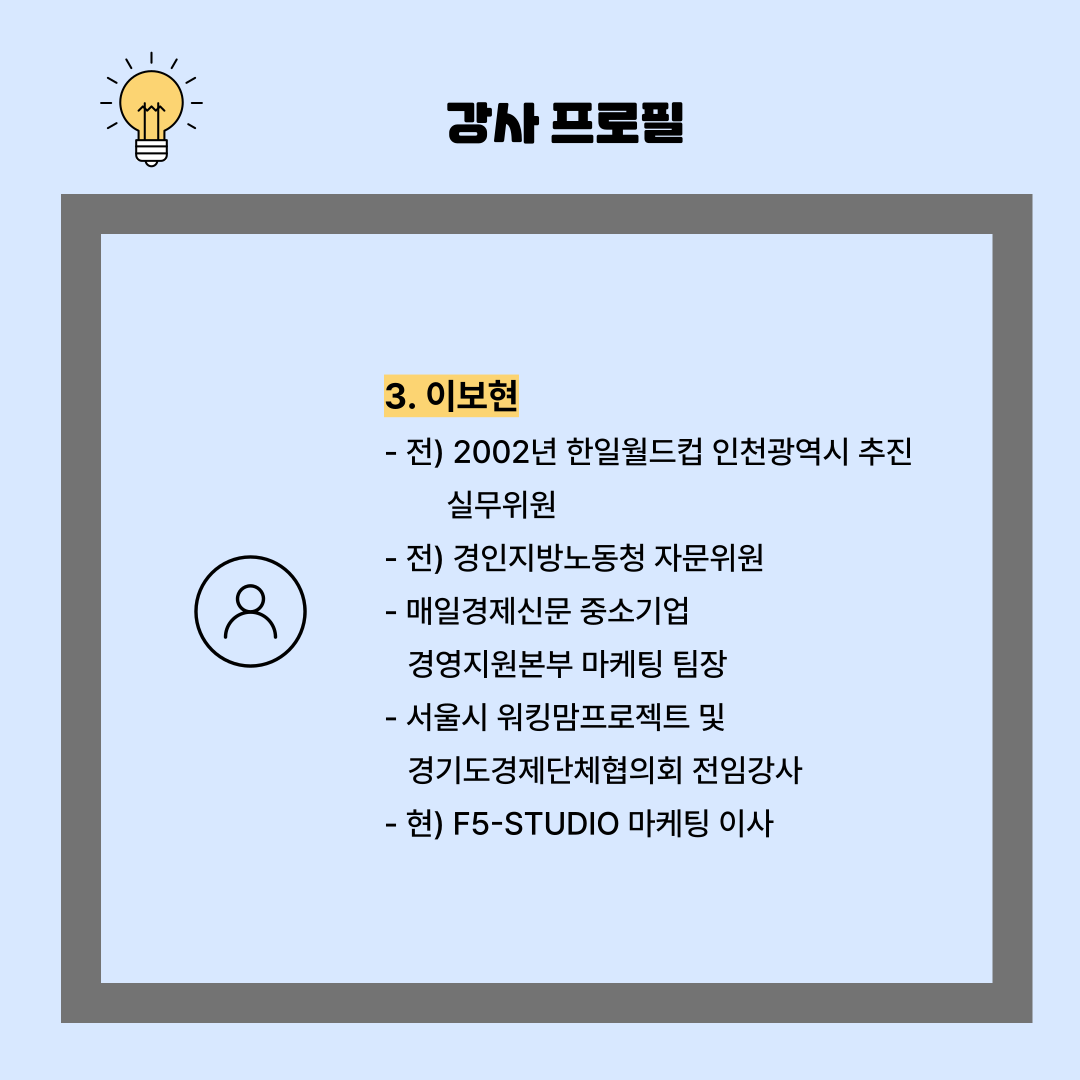 강사 프로필
3. 이보현
- 전) 2002년 한일월드컵 인천광역시 추진
실무위원
- 전) 경인지방노동청 자문위원
- 매일경제신문 중소기업
경영지원본부 마케팅 팀장
- 서울시 워킹맘프로젝트 및
경기도경제단체협의회 전임강사
- 현) F5-STUDIO 마케팅 이사